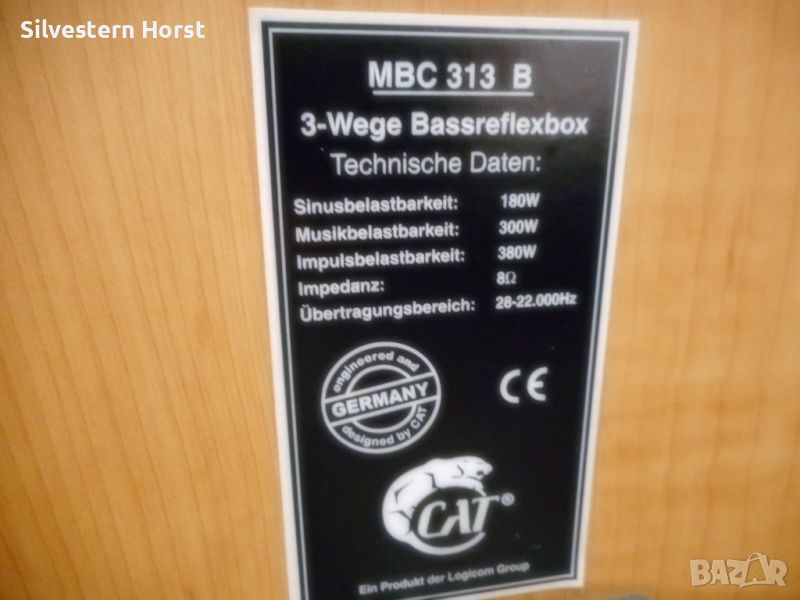 Silvestern Horst
MBC 313 B
3-Wege Bassreflexbox
Technische Daten:
Sinusbelastbarkeit: 180W
Musikbelastbarkeit: 300W
Impulsbelastbarkeit: 380W
Impedanz: 8Ω
Übertragungsbereich: 28-22.000Hz
engineered and
GERMANY
designed by CAT
CE
CAT®
Ein Produkt der Logicom Group
BAZAR